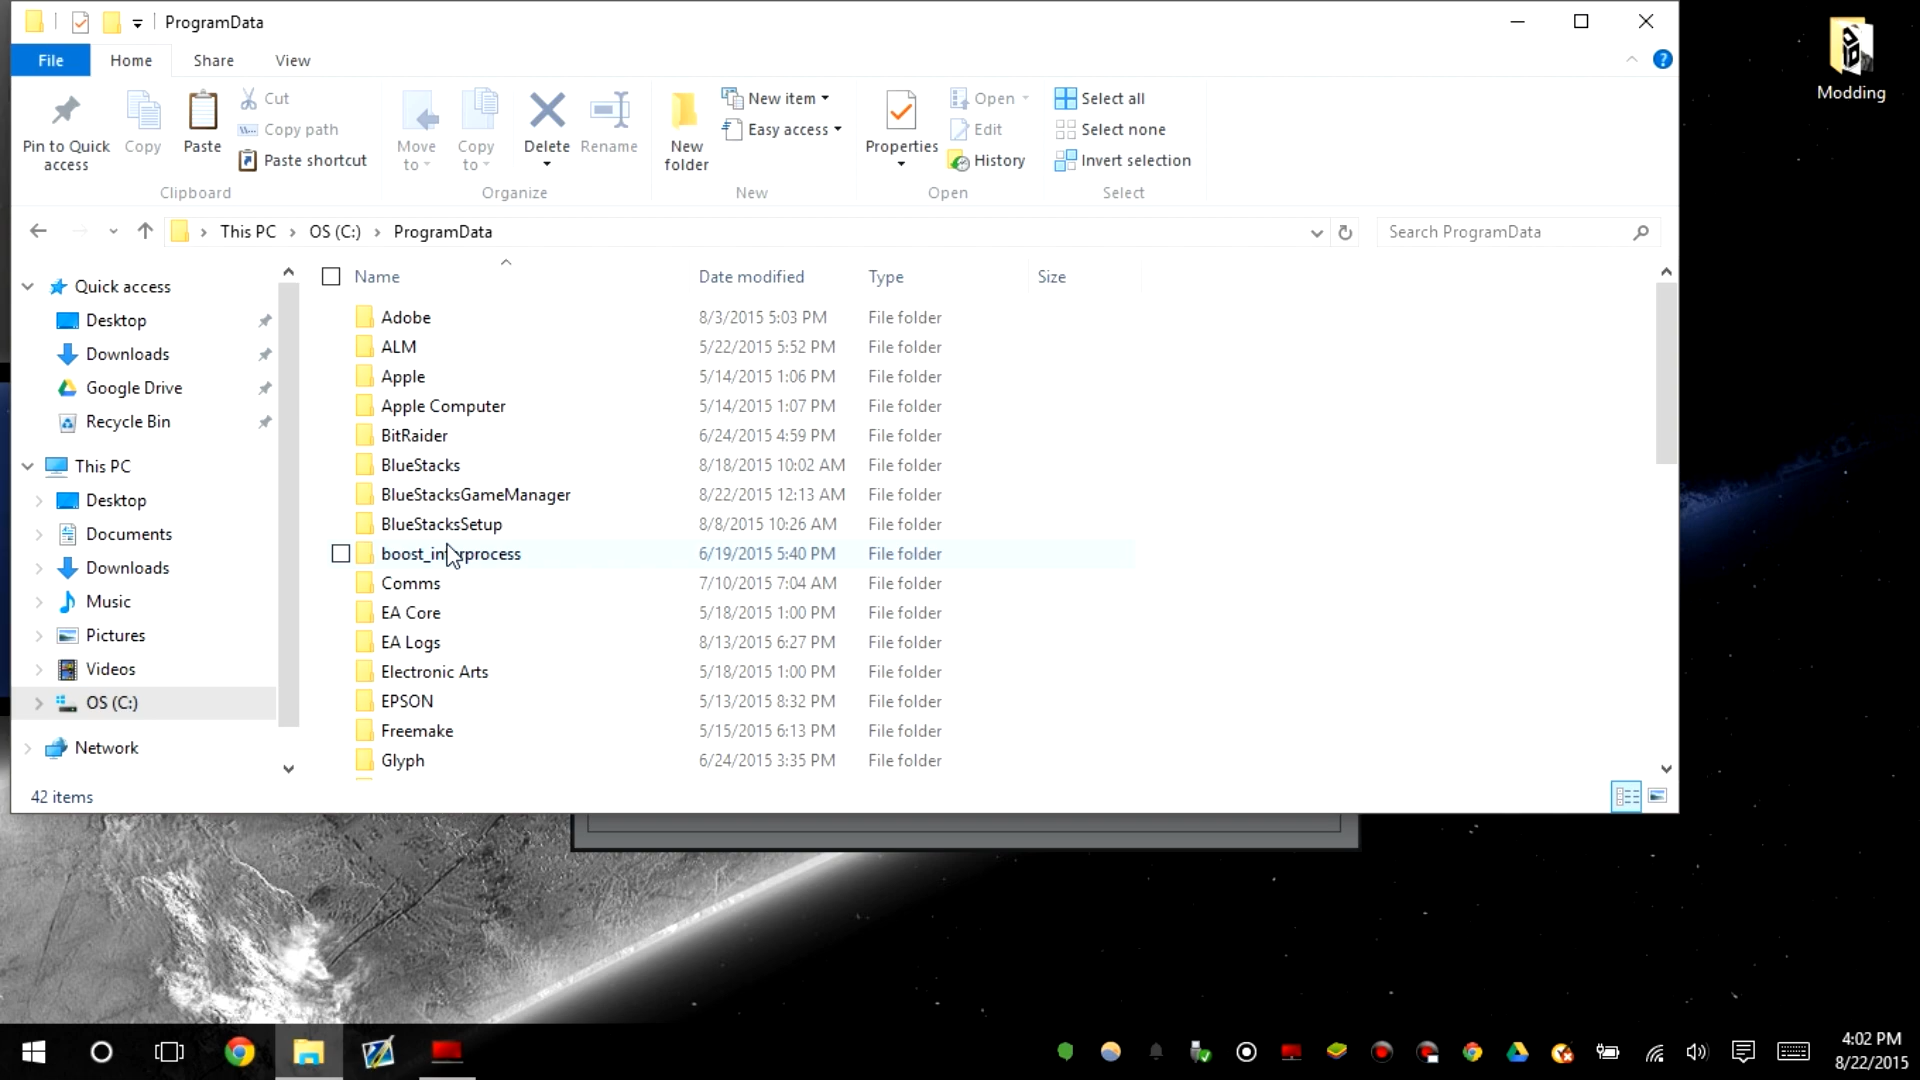 ProgramData
File Home Share View
Pin to Quick access
Copy
Paste
Cut
Copy path
Paste shortcut
Clipboard
Move to
Copy to
Delete
Rename
Organize
New folder
New item
Easy access
New
Properties
Open
Edit
History
Open
Select all
Select none
Invert selection
Select
This PC OS (C:) ProgramData
Search ProgramData
Quick access
Desktop
Downloads
Google Drive
Recycle Bin
This PC
Desktop
Documents
Downloads
Music
Pictures
Videos
OS (C:)
Network
Name Date modified Type Size
Adobe 8/3/2015 5:03 PM File folder
ALM 5/22/2015 5:52 PM File folder
Apple 5/14/2015 1:06 PM File folder
Apple Computer 5/14/2015 1:07 PM File folder
BitRaider 6/24/2015 4:59 PM File folder
BlueStacks 8/18/2015 10:02 AM File folder
BlueStacksGameManager 8/22/2015 12:13 AM File folder
BlueStacksSetup 8/8/2015 10:26 AM File folder
boost_interprocess 6/19/2015 5:40 PM File folder
Comms 7/10/2015 7:04 AM File folder
EA Core 5/18/2015 1:00 PM File folder
EA Logs 8/13/2015 6:27 PM File folder
Electronic Arts 5/18/2015 1:00 PM File folder
EPSON 5/13/2015 8:32 PM File folder
Freemake 5/15/2015 6:13 PM File folder
Glyph 6/24/2015 3:35 PM File folder
42 items
Modding
4:02 PM
8/22/2015